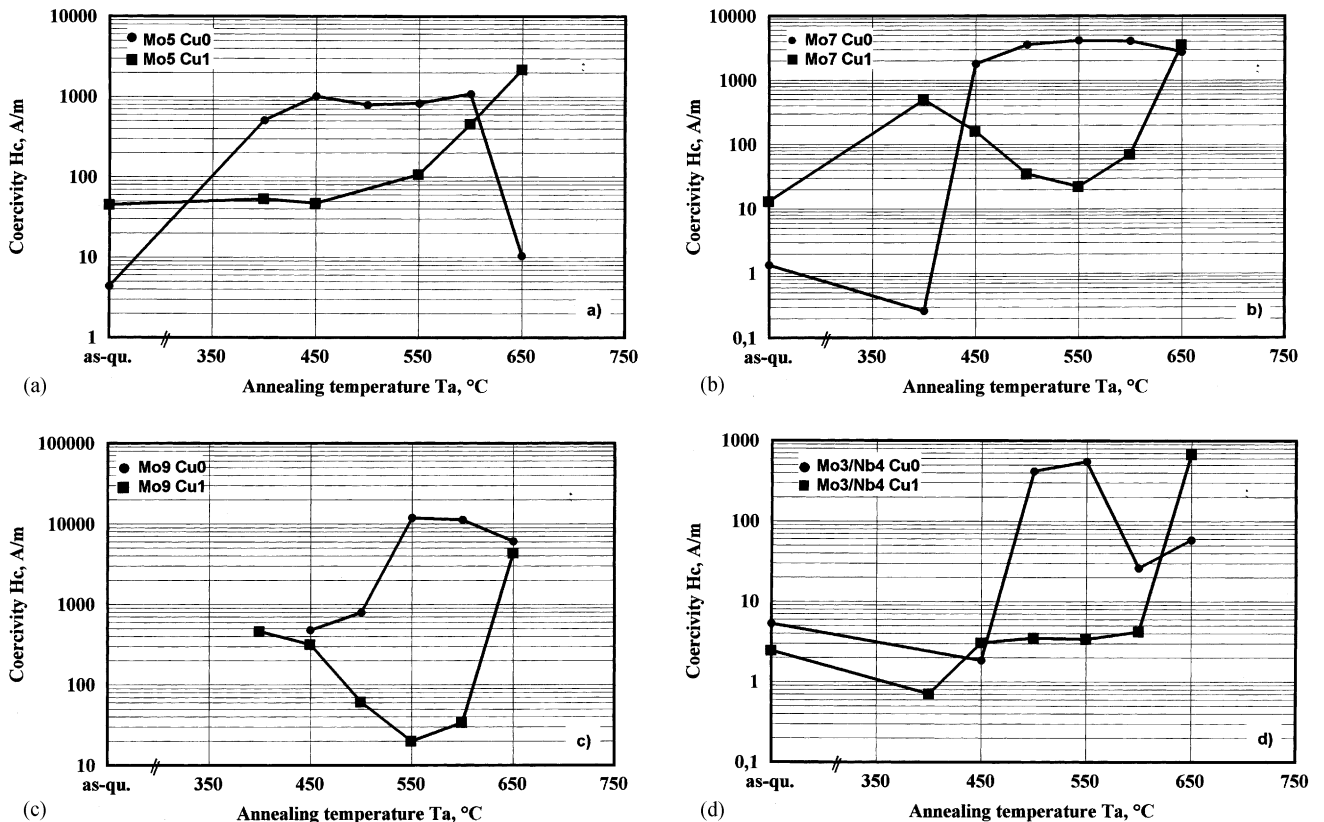 10000
1000
100
10
1
Coercivity Hc, A/m
Mo5 Cu0
Mo5 Cu1
a)
as-qu. 350 450 550 650 750
(a)
Annealing temperature Ta, °C
10000
1000
100
10
1
0,1
Coercivity Hc, A/m
Mo7 Cu0
Mo7 Cu1
b)
as-qu. 350 450 550 650 750
(b)
Annealing temperature Ta, °C
100000
10000
1000
100
10
Coercivity Hc, A/m
Mo9 Cu0
Mo9 Cu1
c)
as-qu. 350 450 550 650 750
(c)
Annealing temperature Ta, °C
1000
100
10
1
0,1
Coercivity Hc, A/m
Mo3/Nb4 Cu0
Mo3/Nb4 Cu1
d)
as-qu. 350 450 550 650 750
(d)
Annealing temperature Ta, °C